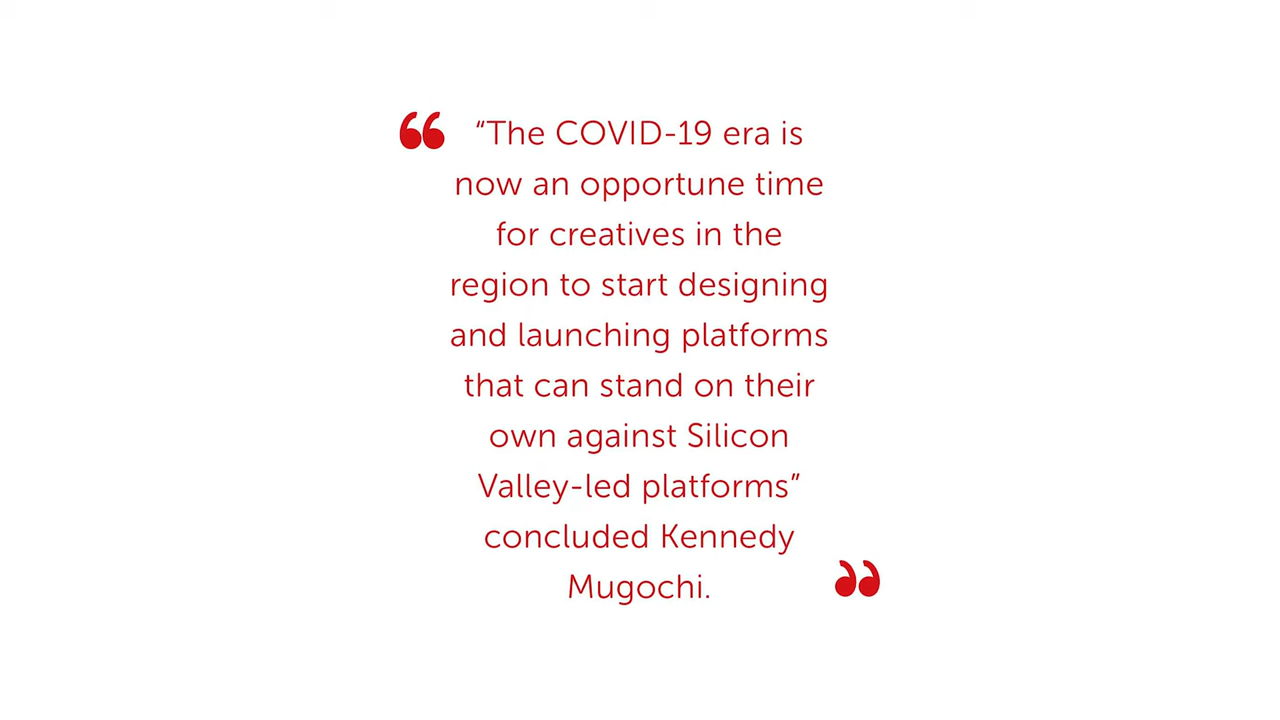 “The COVID-19 era is
now an opportune time
for creatives in the
region to start designing
and launching platforms
that can stand on their
own against Silicon
Valley-led platforms”
concluded Kennedy
Mugochi.